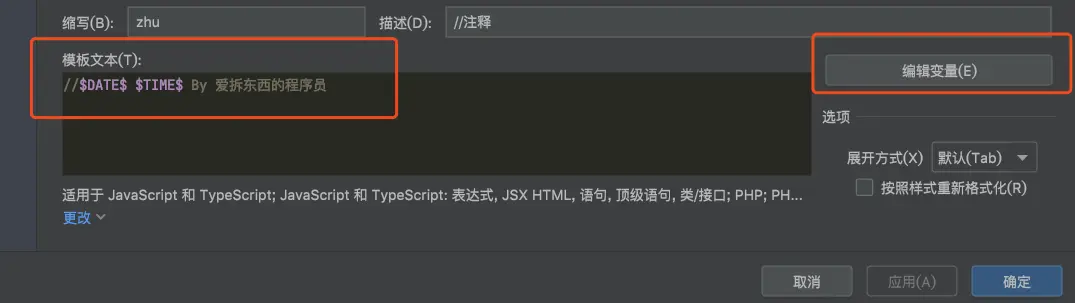 缩写(B): zhu 描述(D): //注释
模板文本(T):
//$DATE$ $TIME$ By 爱拆东西的程序员
编辑变量(E)
选项
展开方式(X) 默认(Tab)
按照样式重新格式化(R)
适用于 JavaScript 和 TypeScript; JavaScript 和 TypeScript: 表达式, JSX HTML, 语句, 顶级语句, 类/接口; PHP; PH...
更改
取消 应用(A) 确定